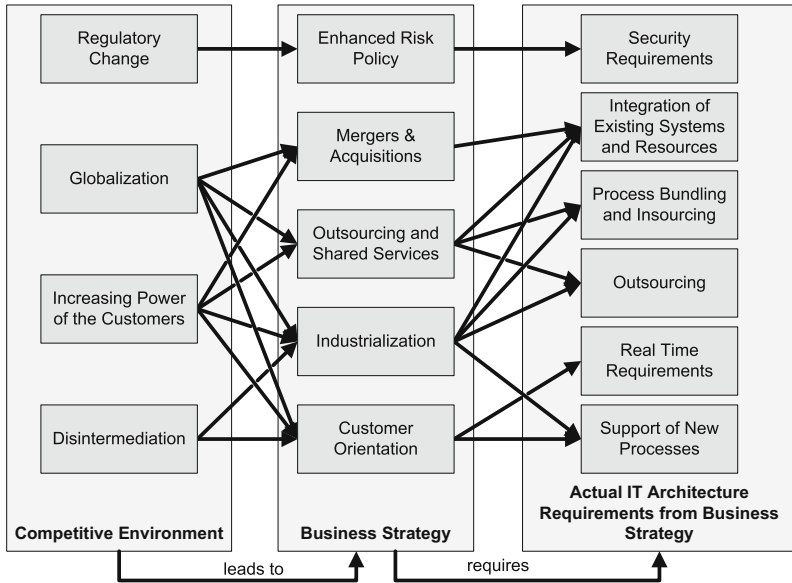 Regulatory
Change
Globalization
Increasing Power
of the Customers
Disintermediation
Competitive Environment
Enhanced Risk
Policy
Mergers &
Acquisitions
Outsourcing and
Shared Services
Industrialization
Customer
Orientation
Business Strategy
Security
Requirements
Integration of
Existing Systems
and Resources
Process Bundling
and Insourcing
Outsourcing
Real Time
Requirements
Support of New
Processes
Actual IT Architecture
Requirements from Business
Strategy
leads to
requires